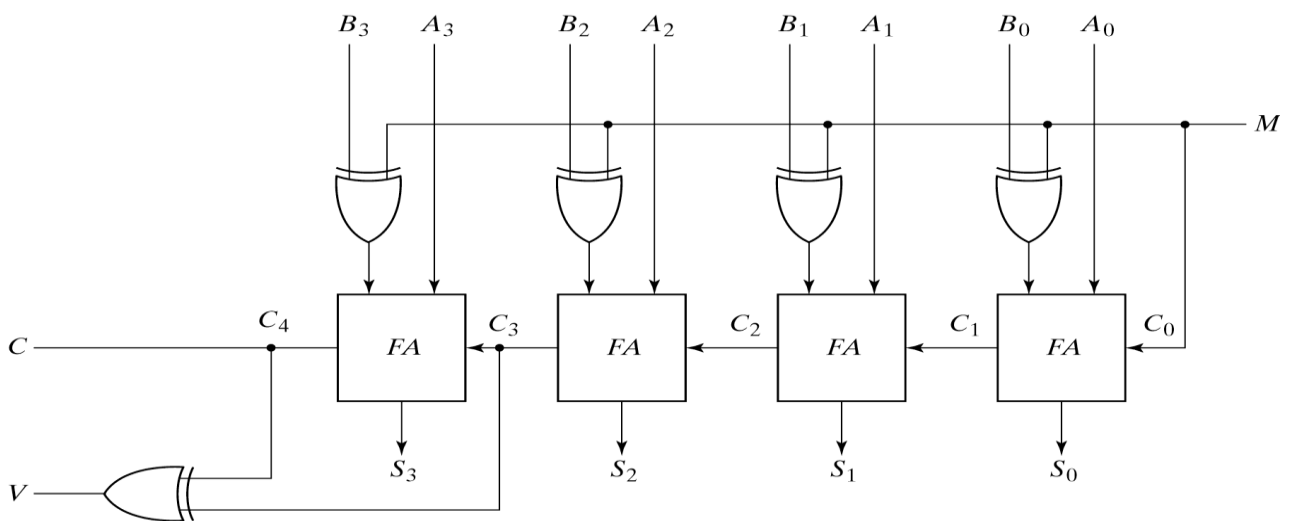 B3 A3 B2 A2 B1 A1 B0 A0
M
C4 C3 C2 C1 C0
C FA FA FA FA
S3 S2 S1 S0
V